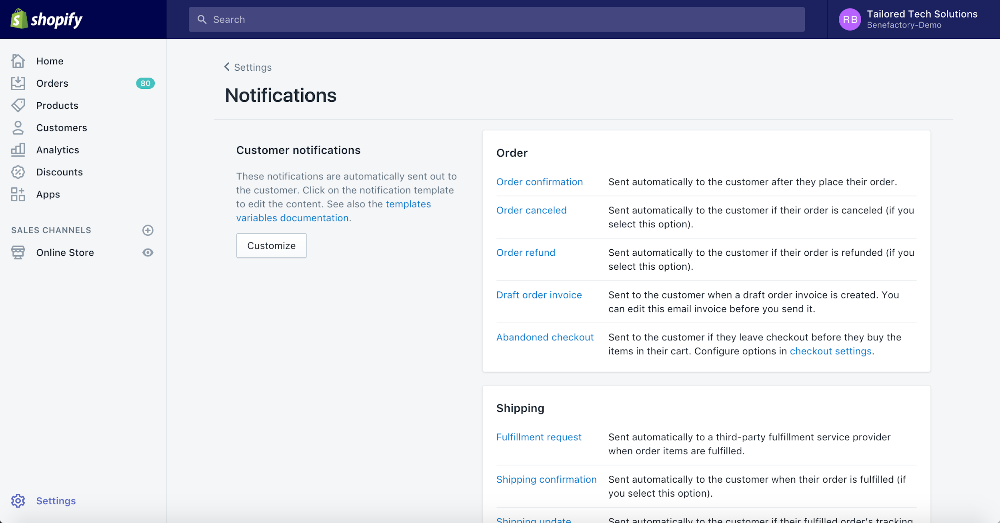 shopify
Search
RB
Tailored Tech Solutions
Benefactory-Demo
Home
Orders
80
Products
Customers
Analytics
Discounts
Apps
SALES CHANNELS
Online Store
Settings
Settings
Notifications
Customer notifications
These notifications are automatically sent out to
the customer. Click on the notification template
to edit the content. See also the templates
variables documentation.
Customize
Order
Order confirmation
Sent automatically to the customer after they place their order.
Order canceled
Sent automatically to the customer if their order is canceled (if you
select this option).
Order refund
Sent automatically to the customer if their order is refunded (if you
select this option).
Draft order invoice
Sent to the customer when a draft order invoice is created. You
can edit this email invoice before you send it.
Abandoned checkout
Sent to the customer if they leave checkout before they buy the
items in their cart. Configure options in checkout settings.
Shipping
Fulfillment request
Sent automatically to a third-party fulfillment service provider
when order items are fulfilled.
Shipping confirmation
Sent automatically to the customer when their order is fulfilled (if
you select this option).
Shipping update
Sent automatically to the customer if their fulfilled order's tracking